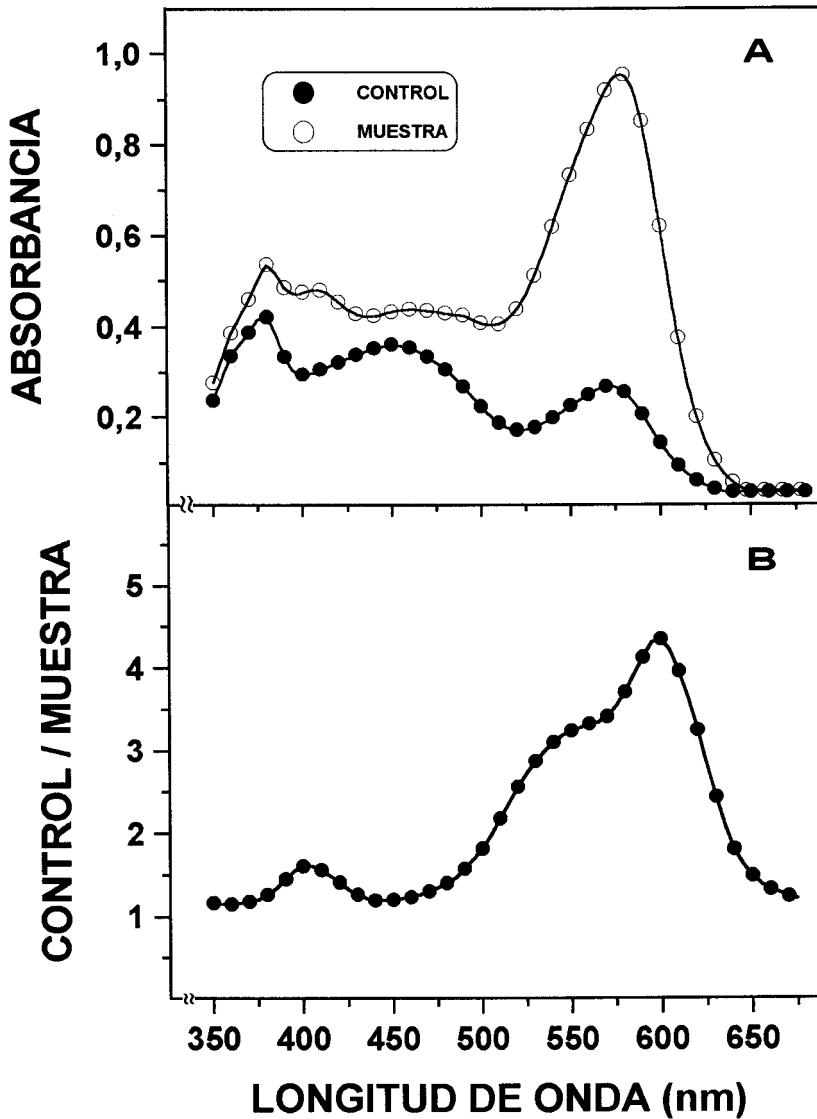 A
1,0
0,8
0,6
0,4
0,2
ABSORBANCIA
CONTROL
MUESTRA
B
5
4
3
2
1
CONTROL / MUESTRA
350 400 450 500 550 600 650
LONGITUD DE ONDA (nm)